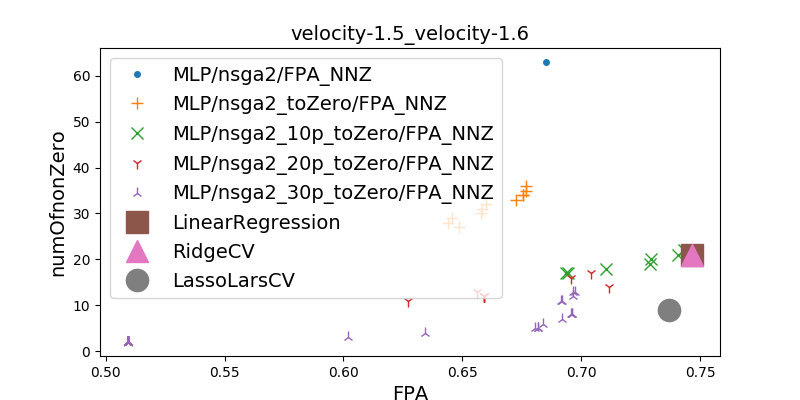 velocity-1.5_velocity-1.6
numOfnonZero
60
50
40
30
20
10
0
MLP/nsga2/FPA_NNZ
MLP/nsga2_toZero/FPA_NNZ
MLP/nsga2_10p_toZero/FPA_NNZ
MLP/nsga2_20p_toZero/FPA_NNZ
MLP/nsga2_30p_toZero/FPA_NNZ
LinearRegression
RidgeCV
LassoLarsCV
0.50 0.55 0.60 0.65 0.70 0.75
FPA